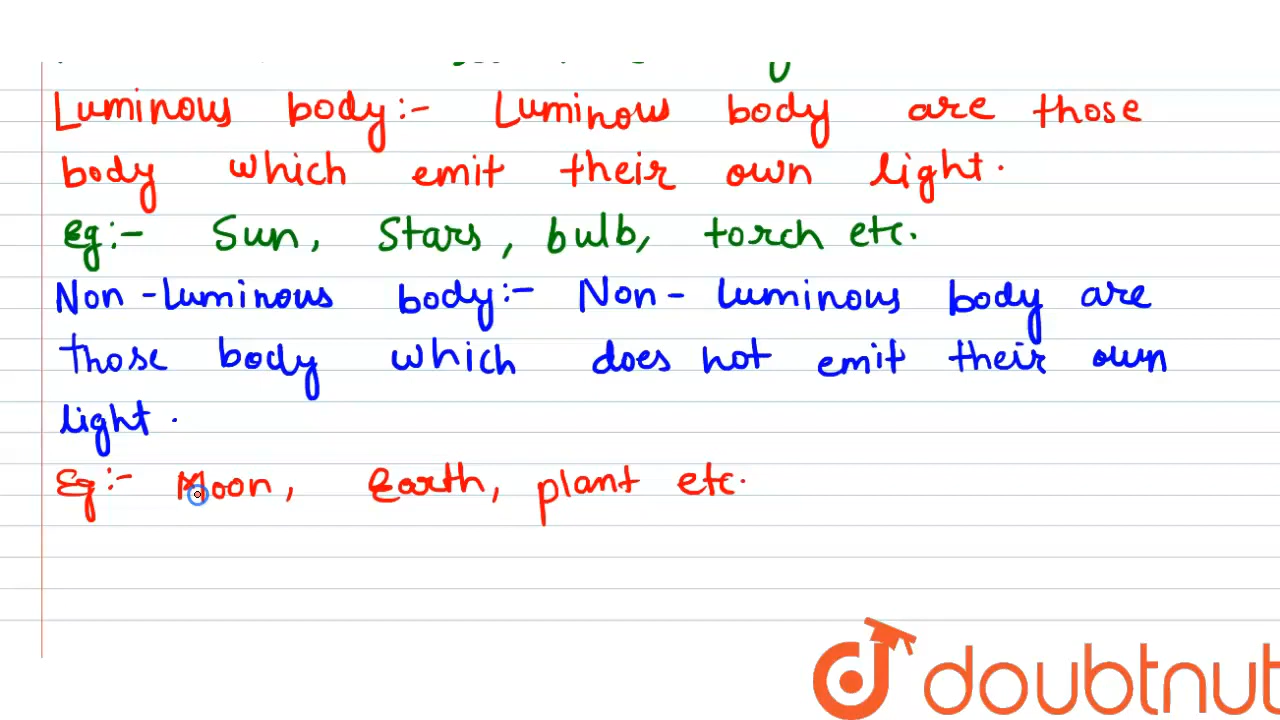 Luminous body:- Luminous body are those
body which emit their own light.
Eg:- Sun, Stars, bulb, torch etc.
Non-Luminous body:- Non-Luminous body are
those body which does not emit their own
light.
Eg:- Moon, Earth, plant etc.
doubtnut